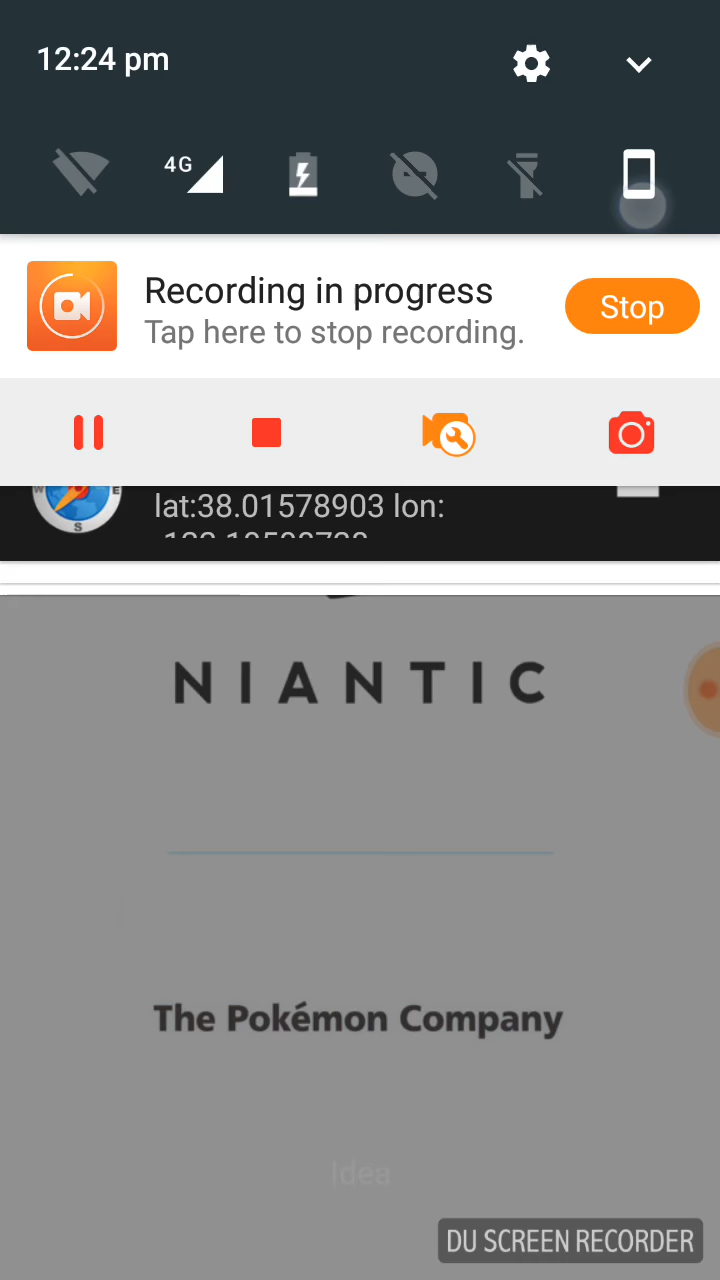 12:24 pm
4G
Recording in progress
Tap here to stop recording.
Stop
W E
S
lat:38.01578903 lon:
NIANTIC
The Pokémon Company
Idea
DU SCREEN RECORDER